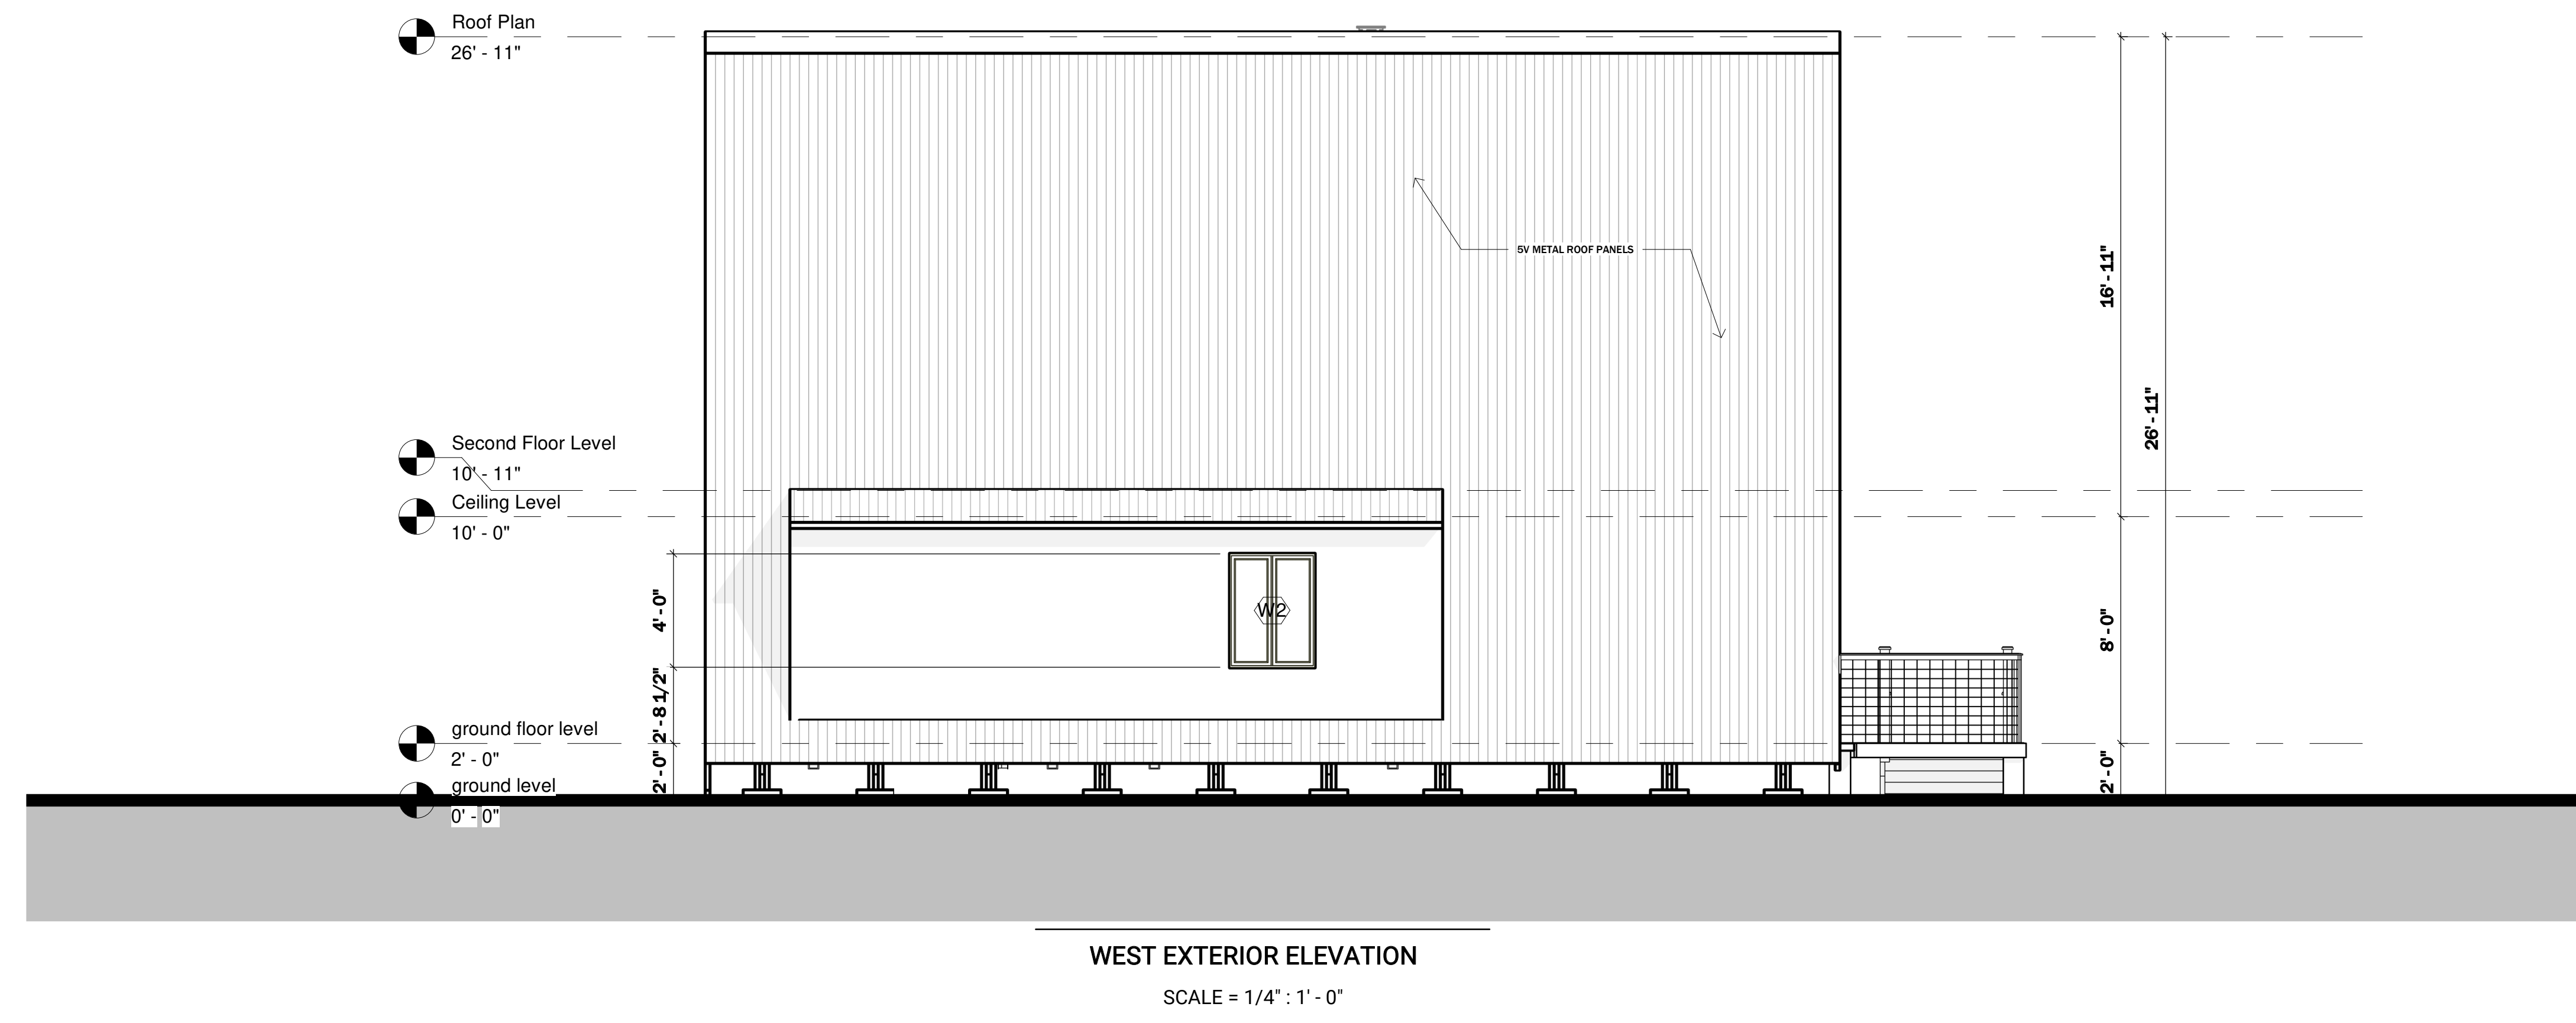 Roof Plan
26' - 11"
5V METAL ROOF PANELS
16' - 11"
26' - 11"
Second Floor Level
10' - 11"
Ceiling Level
10' - 0"
4' - 0"
W2
8' - 0"
2' - 8 1/2"
ground floor level
2' - 0"
2' - 0"
2' - 0"
ground level
0' - 0"
WEST EXTERIOR ELEVATION
SCALE = 1/4" : 1' - 0"